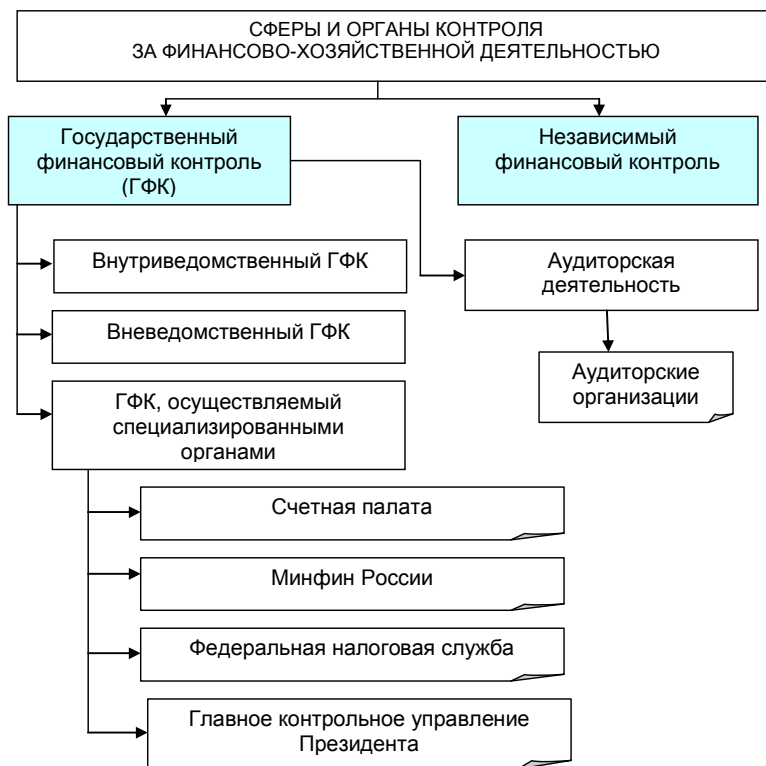 СФЕРЫ И ОРГАНЫ КОНТРОЛЯ
ЗА ФИНАНСОВО-ХОЗЯЙСТВЕННОЙ ДЕЯТЕЛЬНОСТЬЮ
Государственный
финансовый контроль
(ГФК)
Независимый
финансовый контроль
Внутриведомственный ГФК
Вневедомственный ГФК
ГФК, осуществляемый
специализированными
органами
Аудиторская
деятельность
Аудиторские
организации
Счетная палата
Минфин России
Федеральная налоговая служба
Главное контрольное управление
Президента